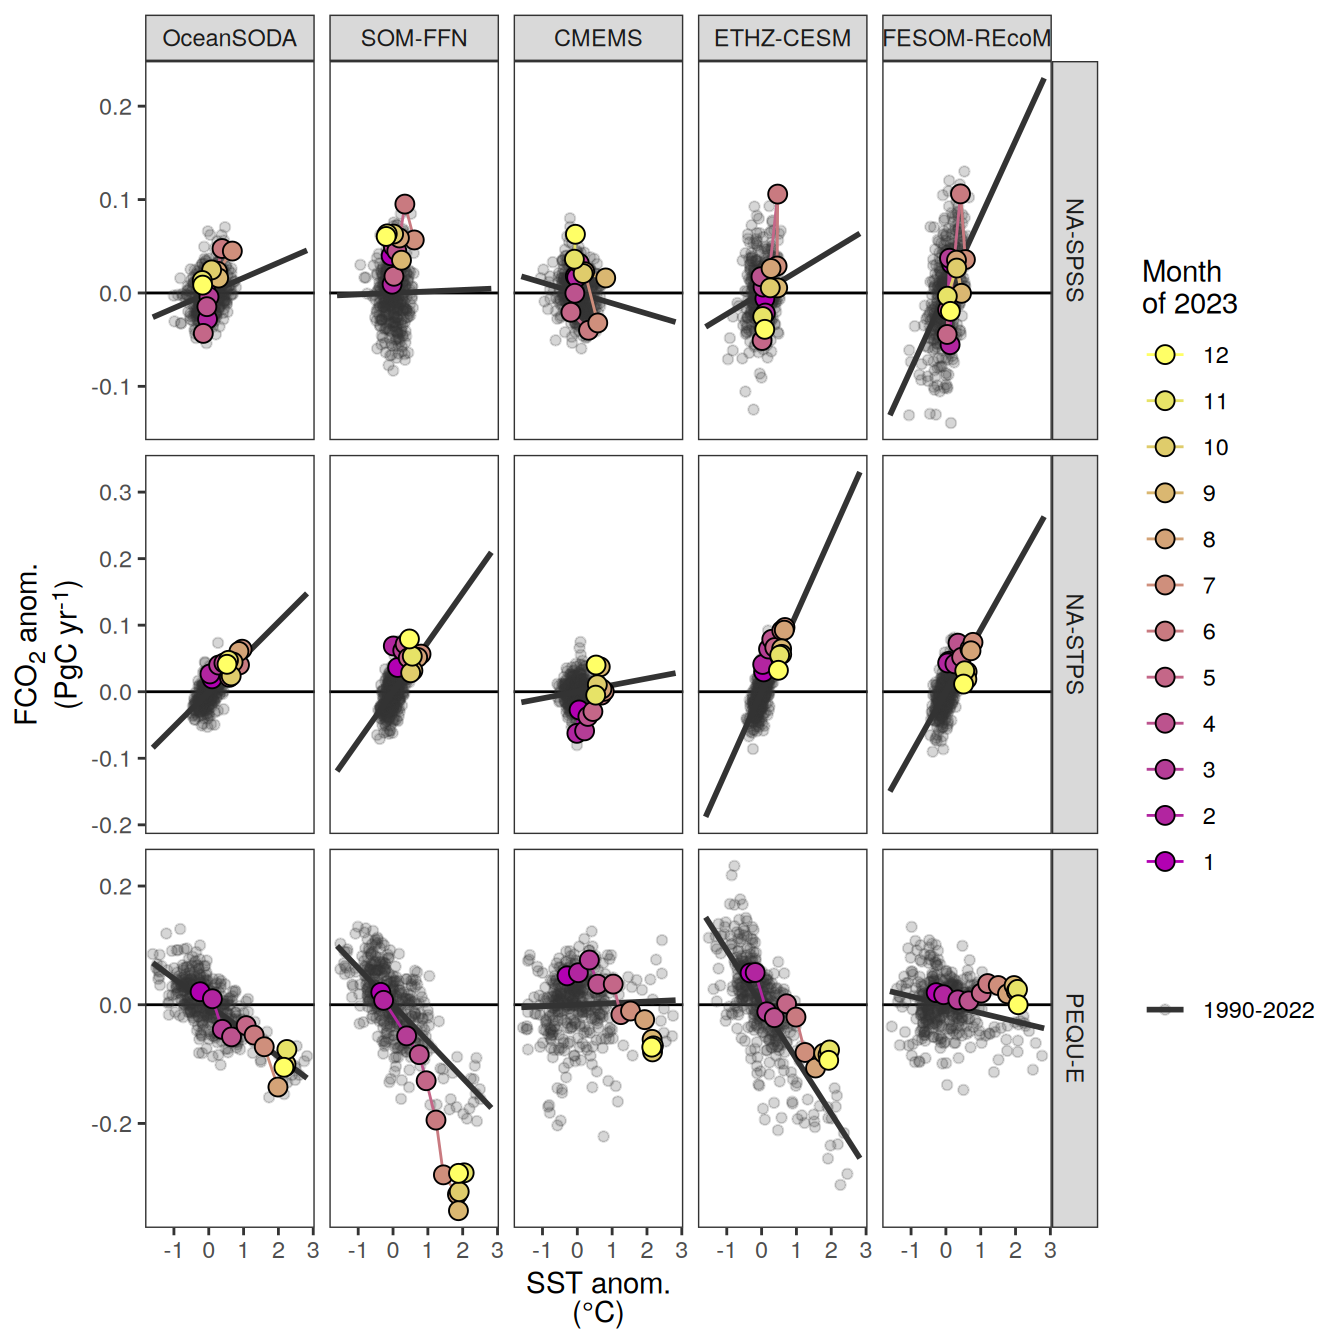 OceanSODA SOM-FFN CMEMS ETHZ-CESM FESOM-REcoM
0.2
0.1
0.0
-0.1
NA-SPSS
0.3
0.2
0.1
0.0
-0.1
-0.2
NA-STPS
0.2
0.0
-0.2
PEQU-E
-1 0 1 2 3 -1 0 1 2 3 -1 0 1 2 3 -1 0 1 2 3 -1 0 1 2 3
SST anom.
(°C)
FCO₂ anom.
(PgC yr⁻¹)
Month
of 2023
12
11
10
9
8
7
6
5
4
3
2
1
1990-2022